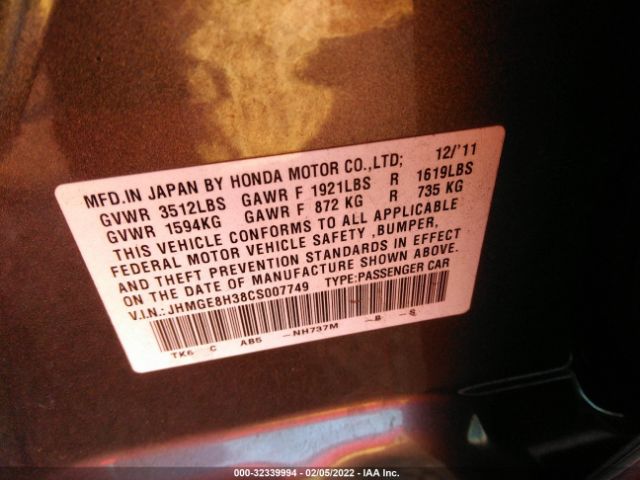 MFD.IN JAPAN BY HONDA MOTOR CO.,LTD; 12/'11
GVWR 3512LBS GAWR F 1921LBS R 1619LBS
GVWR 1594KG GAWR F 872 KG R 735 KG
THIS VEHICLE CONFORMS TO ALL APPLICABLE
FEDERAL MOTOR VEHICLE SAFETY ,BUMPER,
AND THEFT PREVENTION STANDARDS IN EFFECT
ON THE DATE OF MANUFACTURE SHOWN ABOVE.
V.I.N.: JHMGE8H38CS007749 TYPE:PASSENGER CAR
TK6 C AB5 -NH737M -B -S
000-32339994 - 02/05/2022 - IAA Inc.